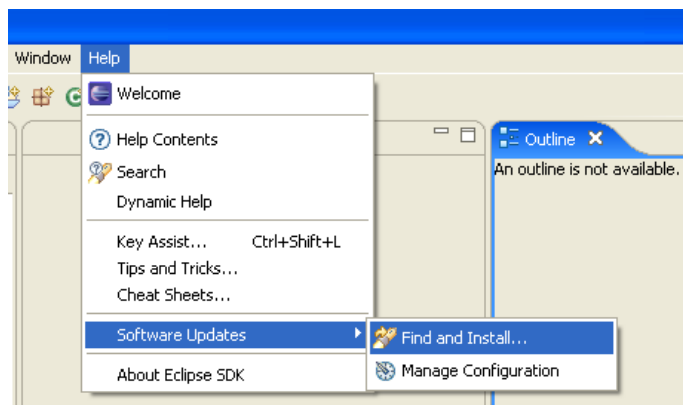 Window Help
Welcome
Help Contents
Search
Dynamic Help
Key Assist... Ctrl+Shift+L
Tips and Tricks...
Cheat Sheets...
Software Updates
About Eclipse SDK
Find and Install...
Manage Configuration
Outline
An outline is not available.